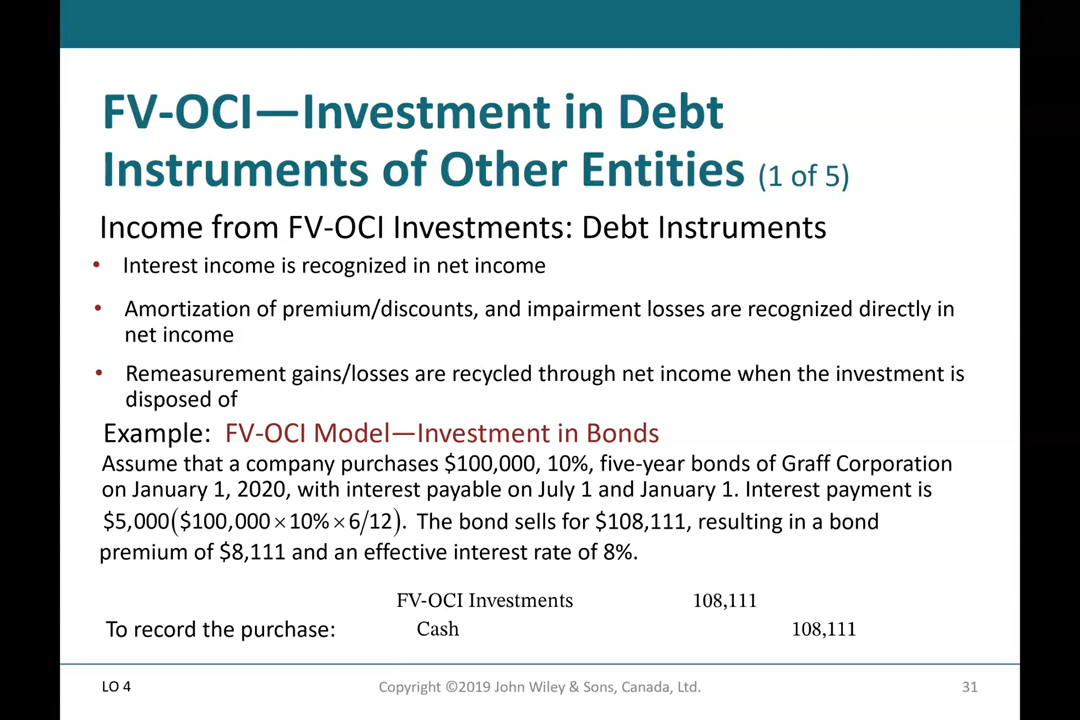 FV-OCI—Investment in Debt
Instruments of Other Entities (1 of 5)
Income from FV-OCI Investments: Debt Instruments
• Interest income is recognized in net income
• Amortization of premium/discounts, and impairment losses are recognized directly in
net income
• Remeasurement gains/losses are recycled through net income when the investment is
disposed of
Example: FV-OCI Model—Investment in Bonds
Assume that a company purchases $100,000, 10%, five-year bonds of Graff Corporation
on January 1, 2020, with interest payable on July 1 and January 1. Interest payment is
$5,000($100,000×10%×6/12). The bond sells for $108,111, resulting in a bond
premium of $8,111 and an effective interest rate of 8%.
FV-OCI Investments 108,111
To record the purchase: Cash 108,111
LO 4 Copyright ©2019 John Wiley & Sons, Canada, Ltd. 31